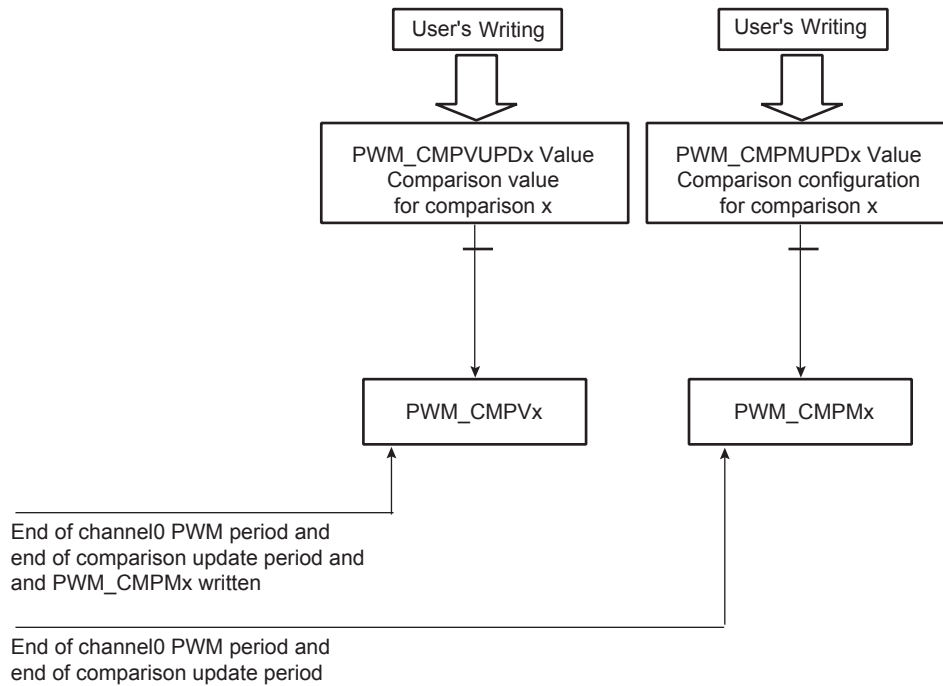 User's Writing
User's Writing
PWM_CMPVUPDx Value
Comparison value
for comparison x
PWM_CMPMUPDx Value
Comparison configuration
for comparison x
PWM_CMPVx
PWM_CMPMx
End of channel0 PWM period and
end of comparison update period and
and PWM_CMPMx written
End of channel0 PWM period and
end of comparison update period